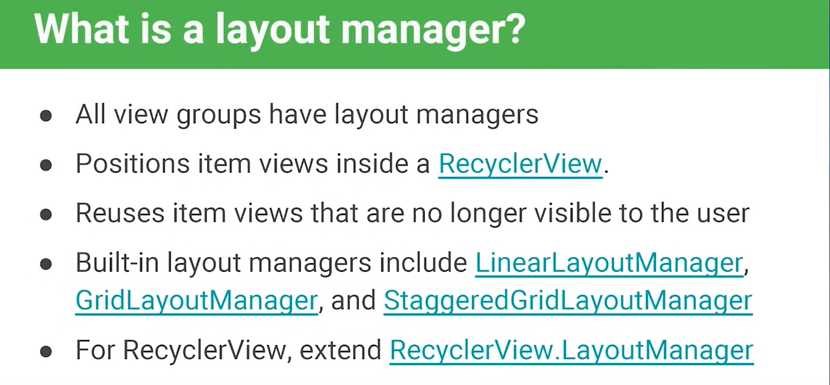 What is a layout manager?
● All view groups have layout managers
● Positions item views inside a RecyclerView.
● Reuses item views that are no longer visible to the user
● Built-in layout managers include LinearLayoutManager,
GridLayoutManager, and StaggeredGridLayoutManager
● For RecyclerView, extend RecyclerView.LayoutManager